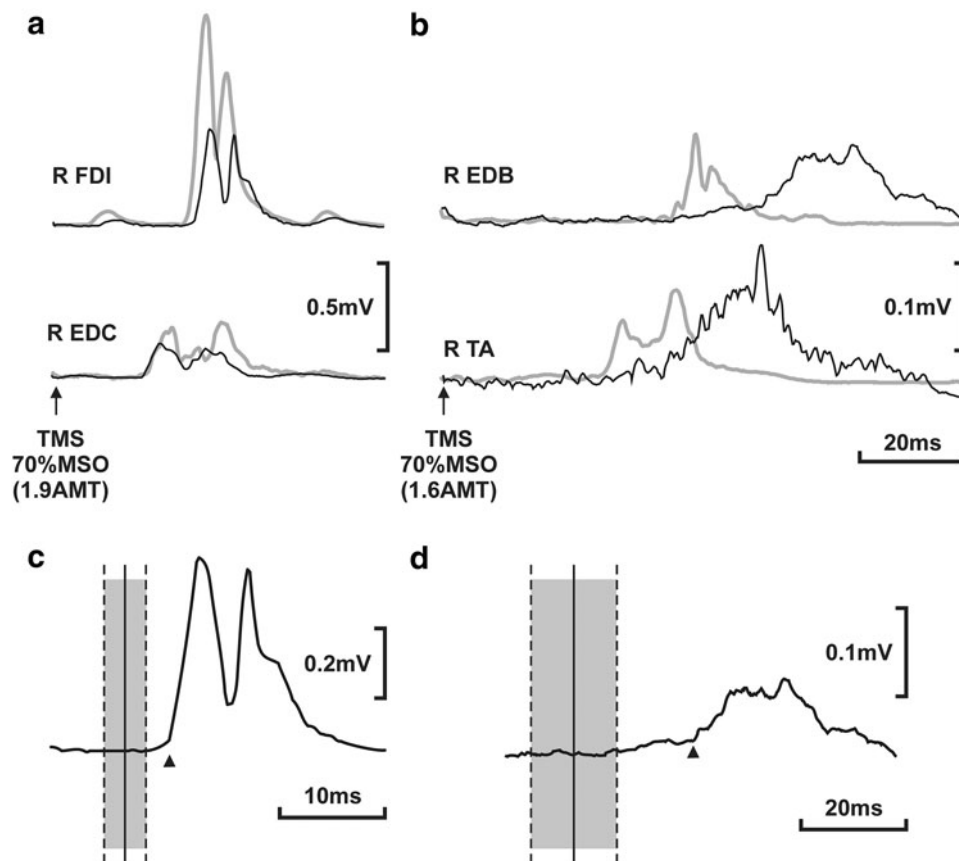 a
b
R FDI
R EDB
0.5mV
0.1mV
R EDC
R TA
TMS
70%MSO
(1.9AMT)
TMS
70%MSO
(1.6AMT)
20ms
c
d
0.2mV
0.1mV
10ms
20ms